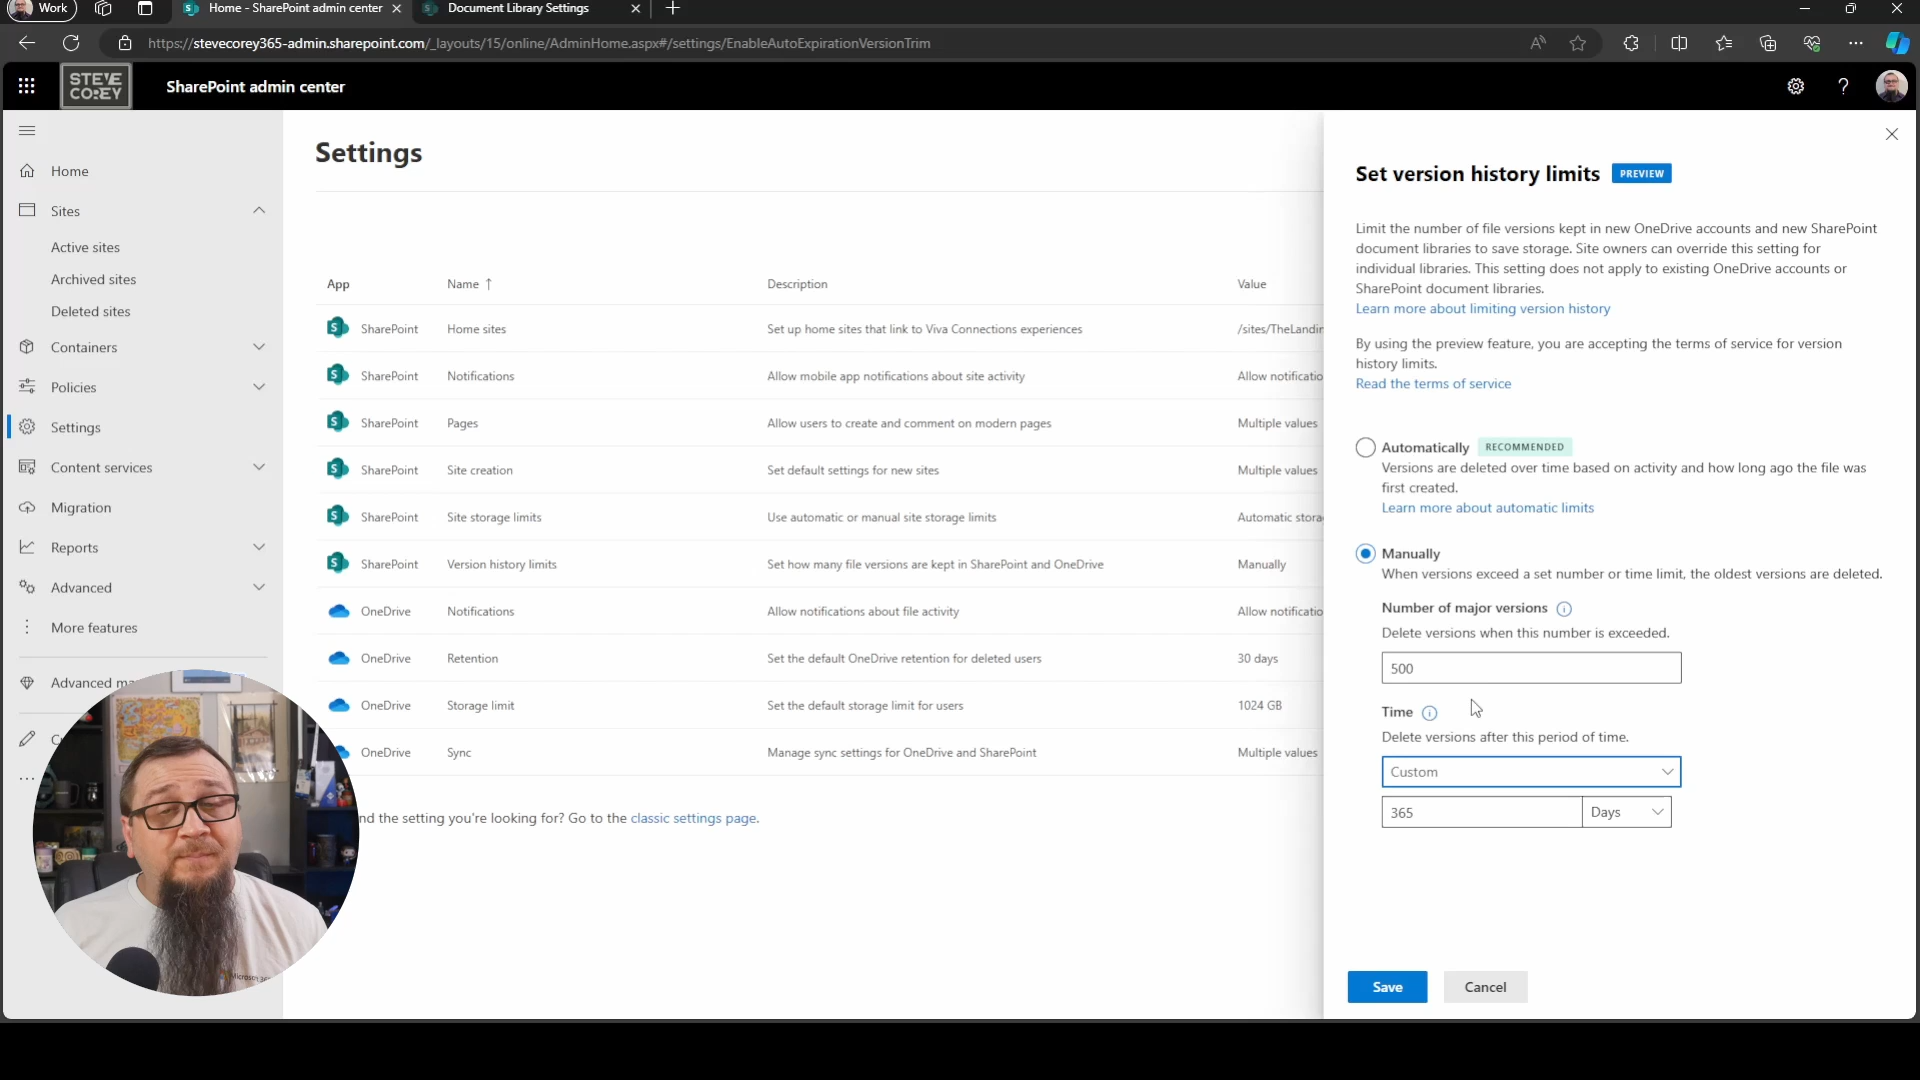 Work
Home - SharePoint admin center
Document Library Settings
https://stevecorey365-admin.sharepoint.com/_layouts/15/online/AdminHome.aspx#/settings/EnableAutoExpirationVersionTrim
STEVE
COREY
SharePoint admin center
Home
Sites
Active sites
Archived sites
Deleted sites
Containers
Policies
Settings
Content services
Migration
Reports
Advanced
More features
Advanced
Settings
App Name ↑ Description Value
SharePoint Home sites Set up home sites that link to Viva Connections experiences /sites/TheLandin
SharePoint Notifications Allow mobile app notifications about site activity Allow notificatio
SharePoint Pages Allow users to create and comment on modern pages Multiple values
SharePoint Site creation Set default settings for new sites Multiple values
SharePoint Site storage limits Use automatic or manual site storage limits Automatic stora
SharePoint Version history limits Set how many file versions are kept in SharePoint and OneDrive Manually
OneDrive Notifications Allow notifications about file activity Allow notificatio
OneDrive Retention Set the default OneDrive retention for deleted users 30 days
OneDrive Storage limit Set the default storage limit for users 1024 GB
OneDrive Sync Manage sync settings for OneDrive and SharePoint Multiple values
nd the setting you're looking for? Go to the classic settings page.
Set version history limits PREVIEW
Limit the number of file versions kept in new OneDrive accounts and new SharePoint
document libraries to save storage. Site owners can override this setting for
individual libraries. This setting does not apply to existing OneDrive accounts or
SharePoint document libraries.
Learn more about limiting version history
By using the preview feature, you are accepting the terms of service for version
history limits.
Read the terms of service
Automatically RECOMMENDED
Versions are deleted over time based on activity and how long ago the file was
first created.
Learn more about automatic limits
Manually
When versions exceed a set number or time limit, the oldest versions are deleted.
Number of major versions
Delete versions when this number is exceeded.
500
Time
Delete versions after this period of time.
Custom
365 Days
Save Cancel